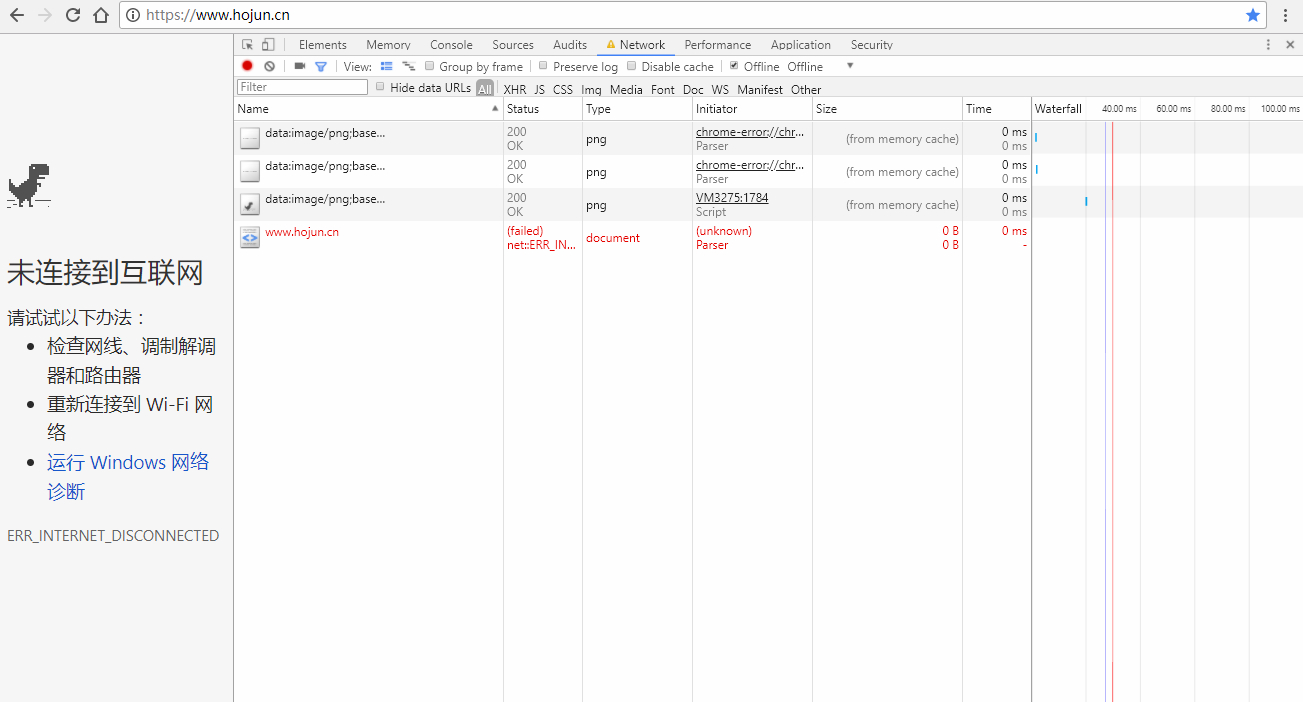 https://www.hojun.cn
Elements Memory Console Sources Audits Network Performance Application Security
View: Group by frame Preserve log Disable cache Offline Offline
Filter Hide data URLs All XHR JS CSS Img Media Font Doc WS Manifest Other
Name Status Type Initiator Size Time Waterfall 40.00 ms 60.00 ms 80.00 ms 100.00 ms
data:image/png;base... 200 png chrome-error://chr... (from memory cache) 0 ms
OK Parser 0 ms
data:image/png;base... 200 png chrome-error://chr... (from memory cache) 0 ms
OK Parser 0 ms
data:image/png;base... 200 png VM3275:1784 (from memory cache) 0 ms
OK Script 0 ms
www.hojun.cn (failed) document (unknown) 0 B 0 ms
net::ERR_IN... Parser 0 B -
未连接到互联网
请试试以下办法：
检查网线、调制解调
器和路由器
重新连接到 Wi-Fi 网
络
运行 Windows 网络
诊断
ERR_INTERNET_DISCONNECTED